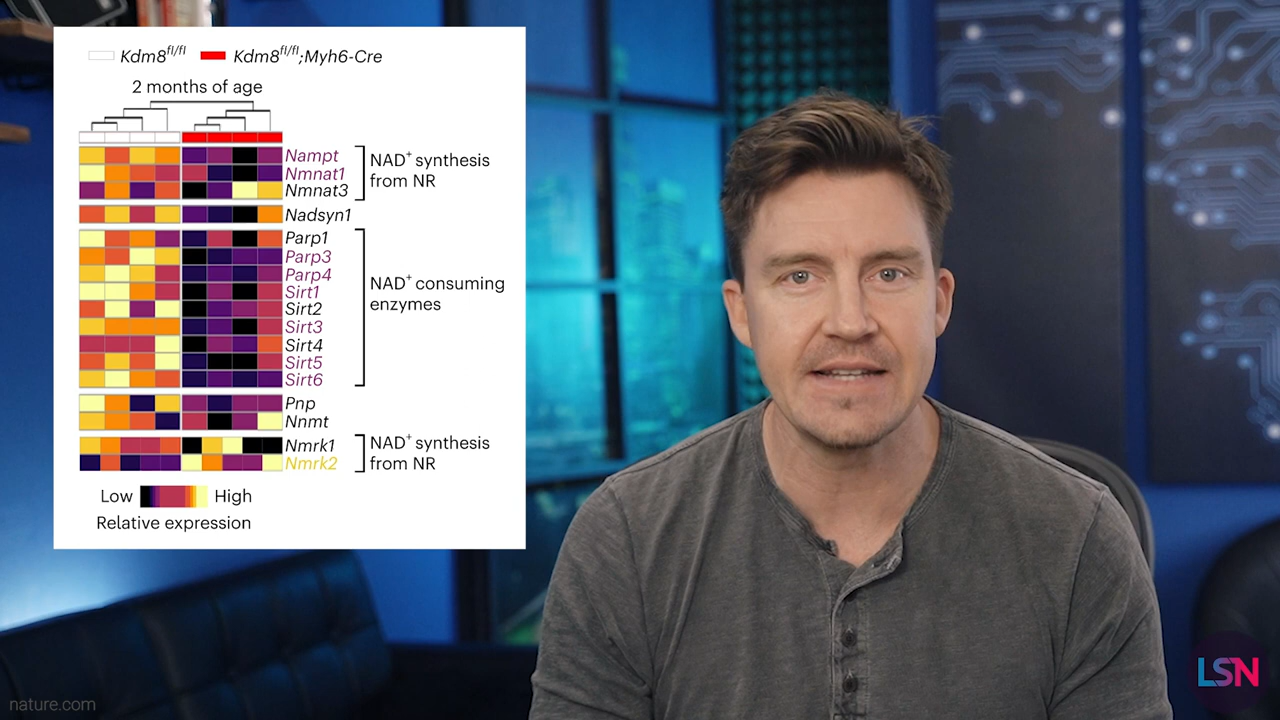 Kdm8fl/fl Kdm8fl/fl;Myh6-Cre
2 months of age
Nampt
Nmnat1
Nmnat3
NAD+ synthesis
from NR
Nadsyn1
Parp1
Parp3
Parp4
Sirt1
Sirt2
Sirt3
Sirt4
Sirt5
Sirt6
NAD+ consuming
enzymes
Pnp
Nnmt
Nmrk1
Nmrk2
NAD+ synthesis
from NR
Low High
Relative expression
LSN
nature.com